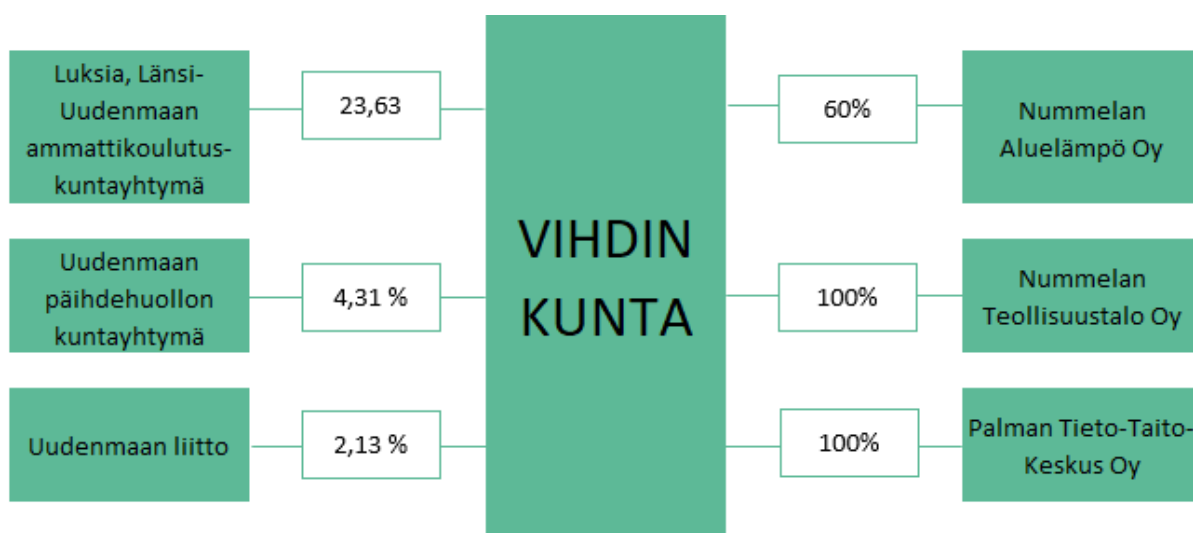 Luksia, Länsi-
Uudenmaan
ammattikoulutus-
kuntayhtymä
23,63
Uudenmaan
päihdehuollon
kuntayhtymä
4,31 %
Uudenmaan liitto
2,13 %
VIHDIN
KUNTA
60%
Nummelan
Aluelämpö Oy
100%
Nummelan
Teollisuustalo Oy
100%
Palman Tieto-Taito-
Keskus Oy